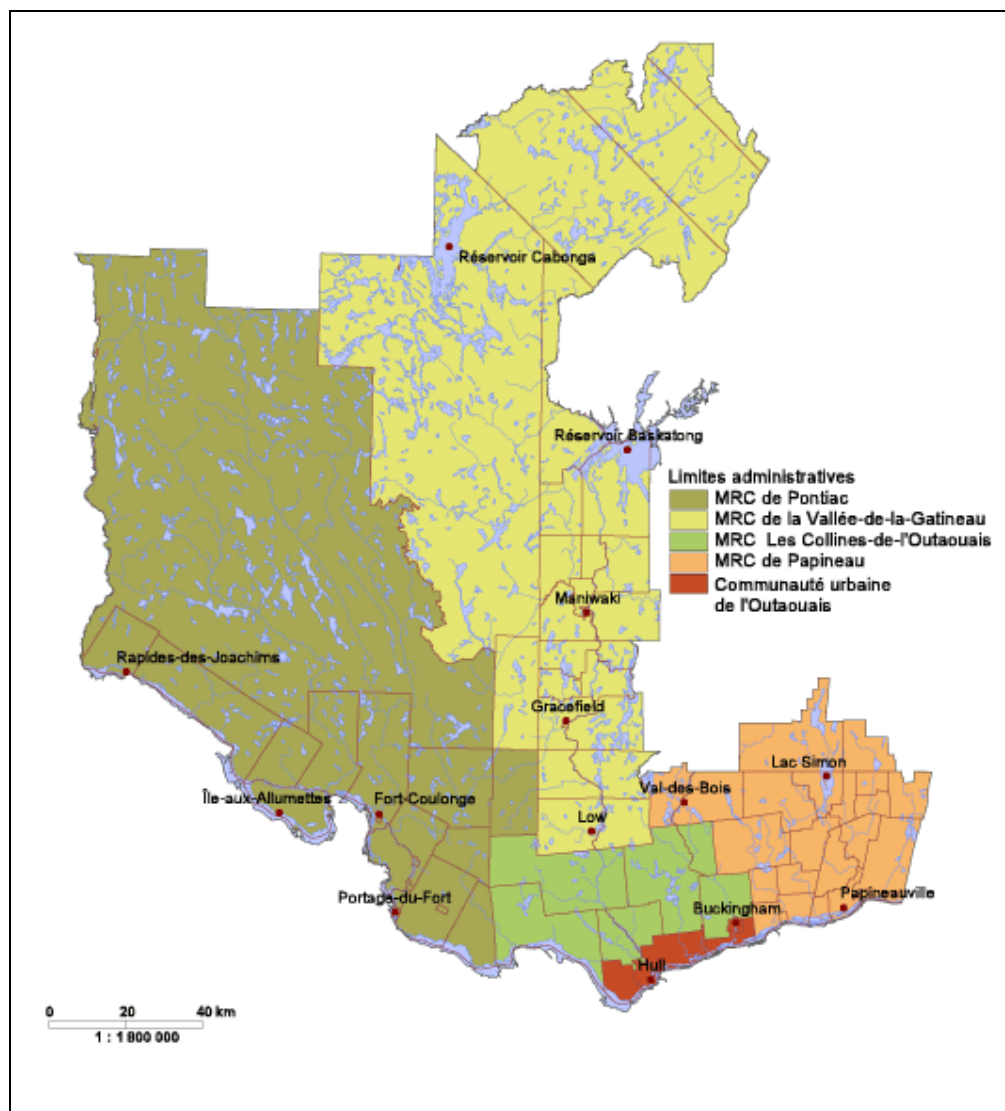 Réservoir Cabonga
Réservoir Baskatong
Limites administratives
MRC de Pontiac
MRC de la Vallée-de-la-Gatineau
MRC Les Collines-de-l'Outaouais
MRC de Papineau
Communauté urbaine
de l'Outaouais
Maniwaki
Rapides-des-Joachims
Gracefield
Lac Simon
Val-des-Bois
Île-aux-Allumettes
Fort-Coulonge
Low
Portage-du-Fort
Papineauville
Buckingham
Hull
0 20 40 km
1 : 1 800 000